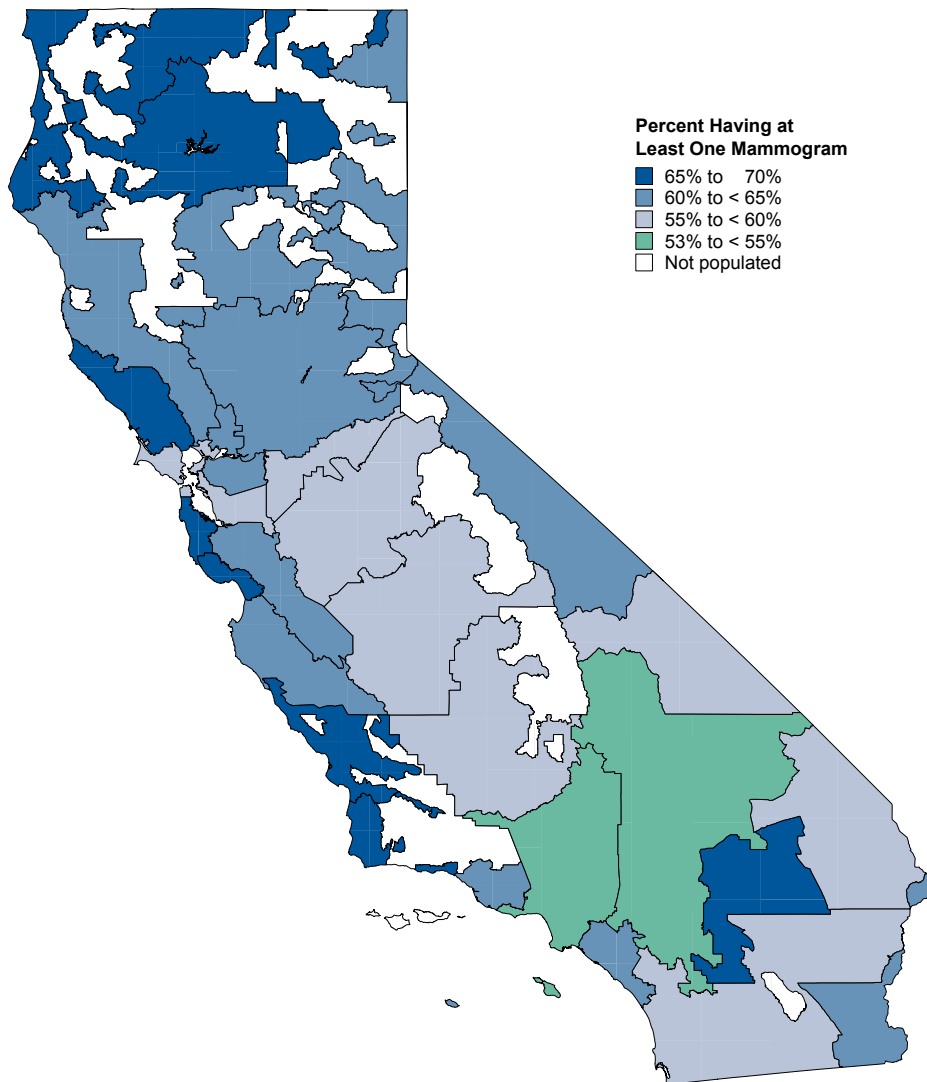 Percent Having at
Least One Mammogram
65% to 70%
60% to < 65%
55% to < 60%
53% to < 55%
Not populated